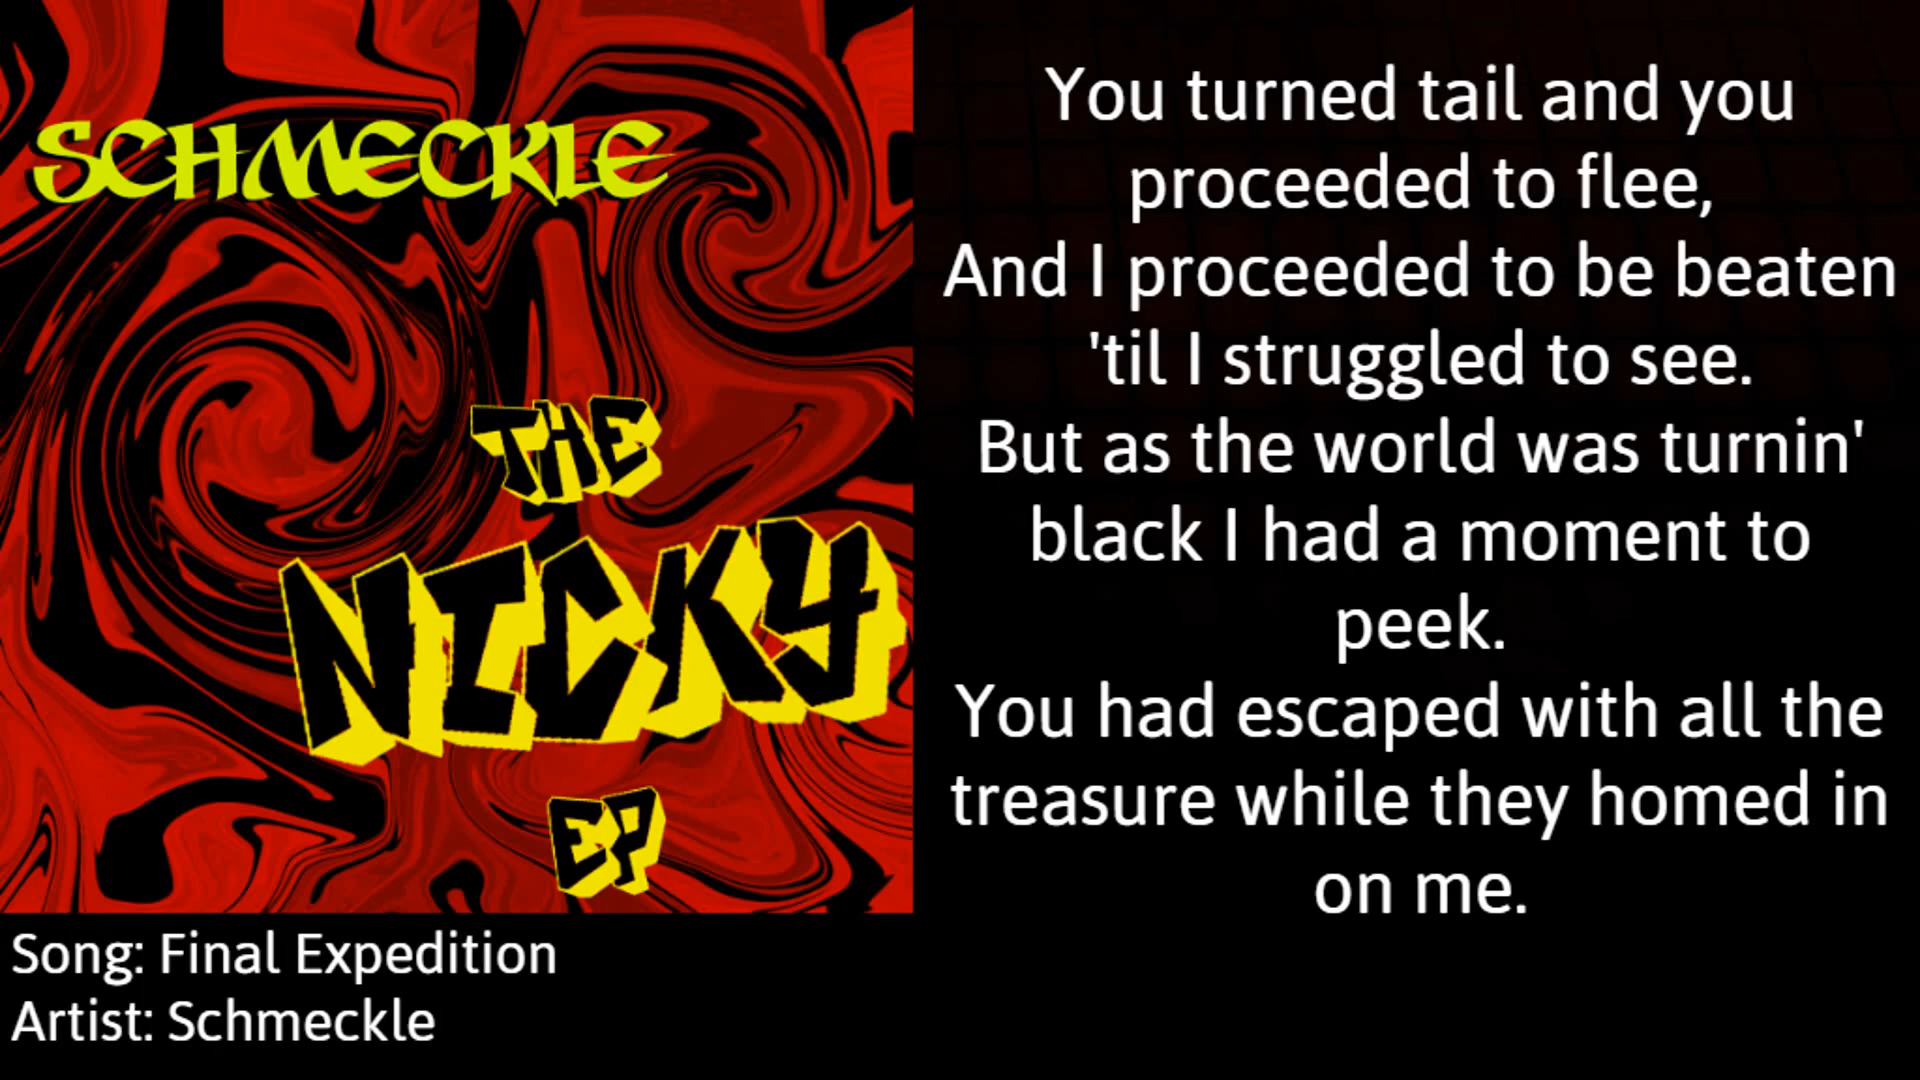 SCHMECKLE
THE
NICKY
EP
Song: Final Expedition
Artist: Schmeckle
You turned tail and you
proceeded to flee,
And I proceeded to be beaten
'til I struggled to see.
But as the world was turnin'
black I had a moment to
peek.
You had escaped with all the
treasure while they homed in
on me.